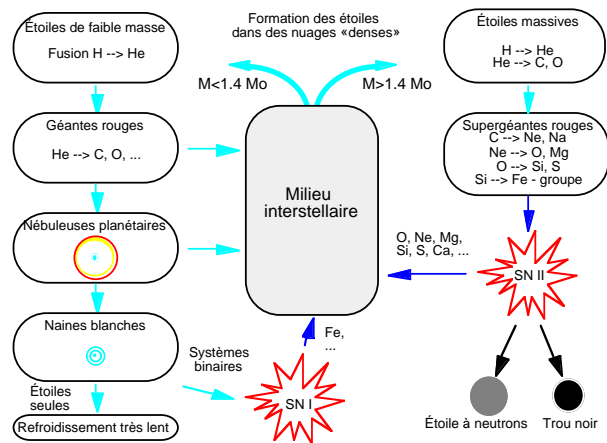 Étoiles de faible masse
Fusion H --> He
Formation des étoiles
dans des nuages «denses»
M<1.4 Mo
M>1.4 Mo
Étoiles massives
H --> He
He --> C, O
Géantes rouges
He --> C, O, ...
Supergéantes rouges
C --> Ne, Na
Ne --> O, Mg
O --> Si, S
Si --> Fe - groupe
Milieu
interstellaire
Nébuleuses planétaires
O, Ne, Mg,
Si, S, Ca, ...
SN II
Naines blanches
Systèmes
binaires
Fe,
...
SN I
Étoiles
seules
Refroidissement très lent
Étoile à neutrons
Trou noir